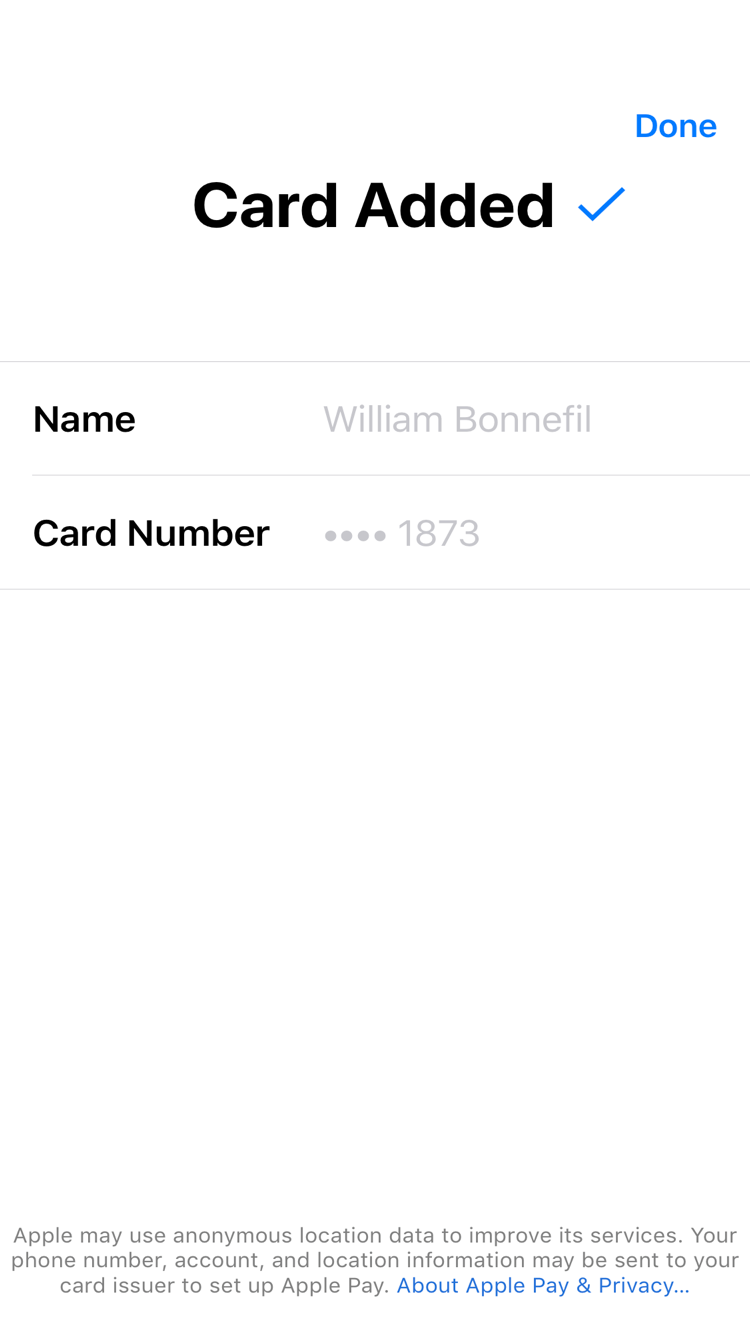 Done
Card Added
Name William Bonnefil
Card Number •••• 1873
Apple may use anonymous location data to improve its services. Your
phone number, account, and location information may be sent to your
card issuer to set up Apple Pay. About Apple Pay & Privacy...